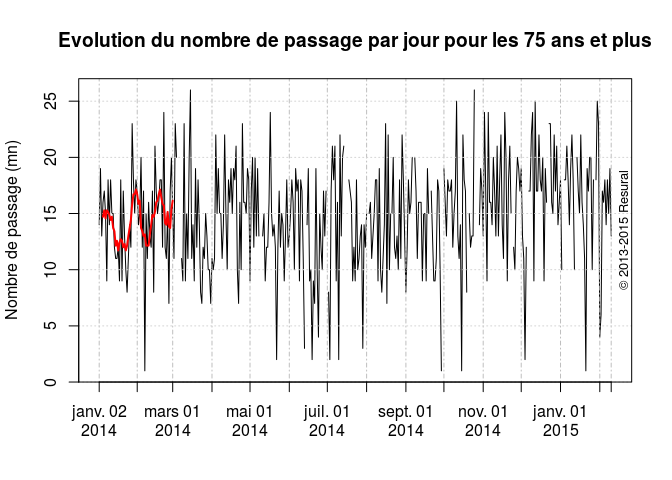 Evolution du nombre de passage par jour pour les 75 ans et plus
Nombre de passage (mn)
25
20
15
10
5
0
© 2013-2015 Resural
janv. 02 mars 01 mai 01 juil. 01 sept. 01 nov. 01 janv. 01
2014 2014 2014 2014 2014 2014 2015